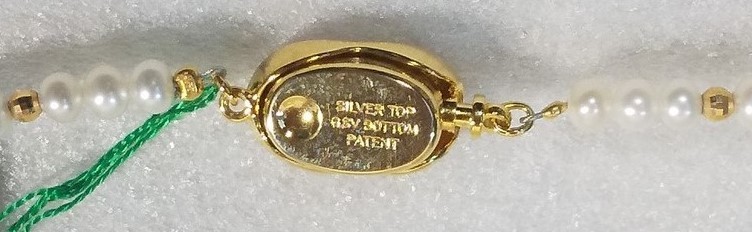 SILVER TOP
GSV BOTTOM
PATENT